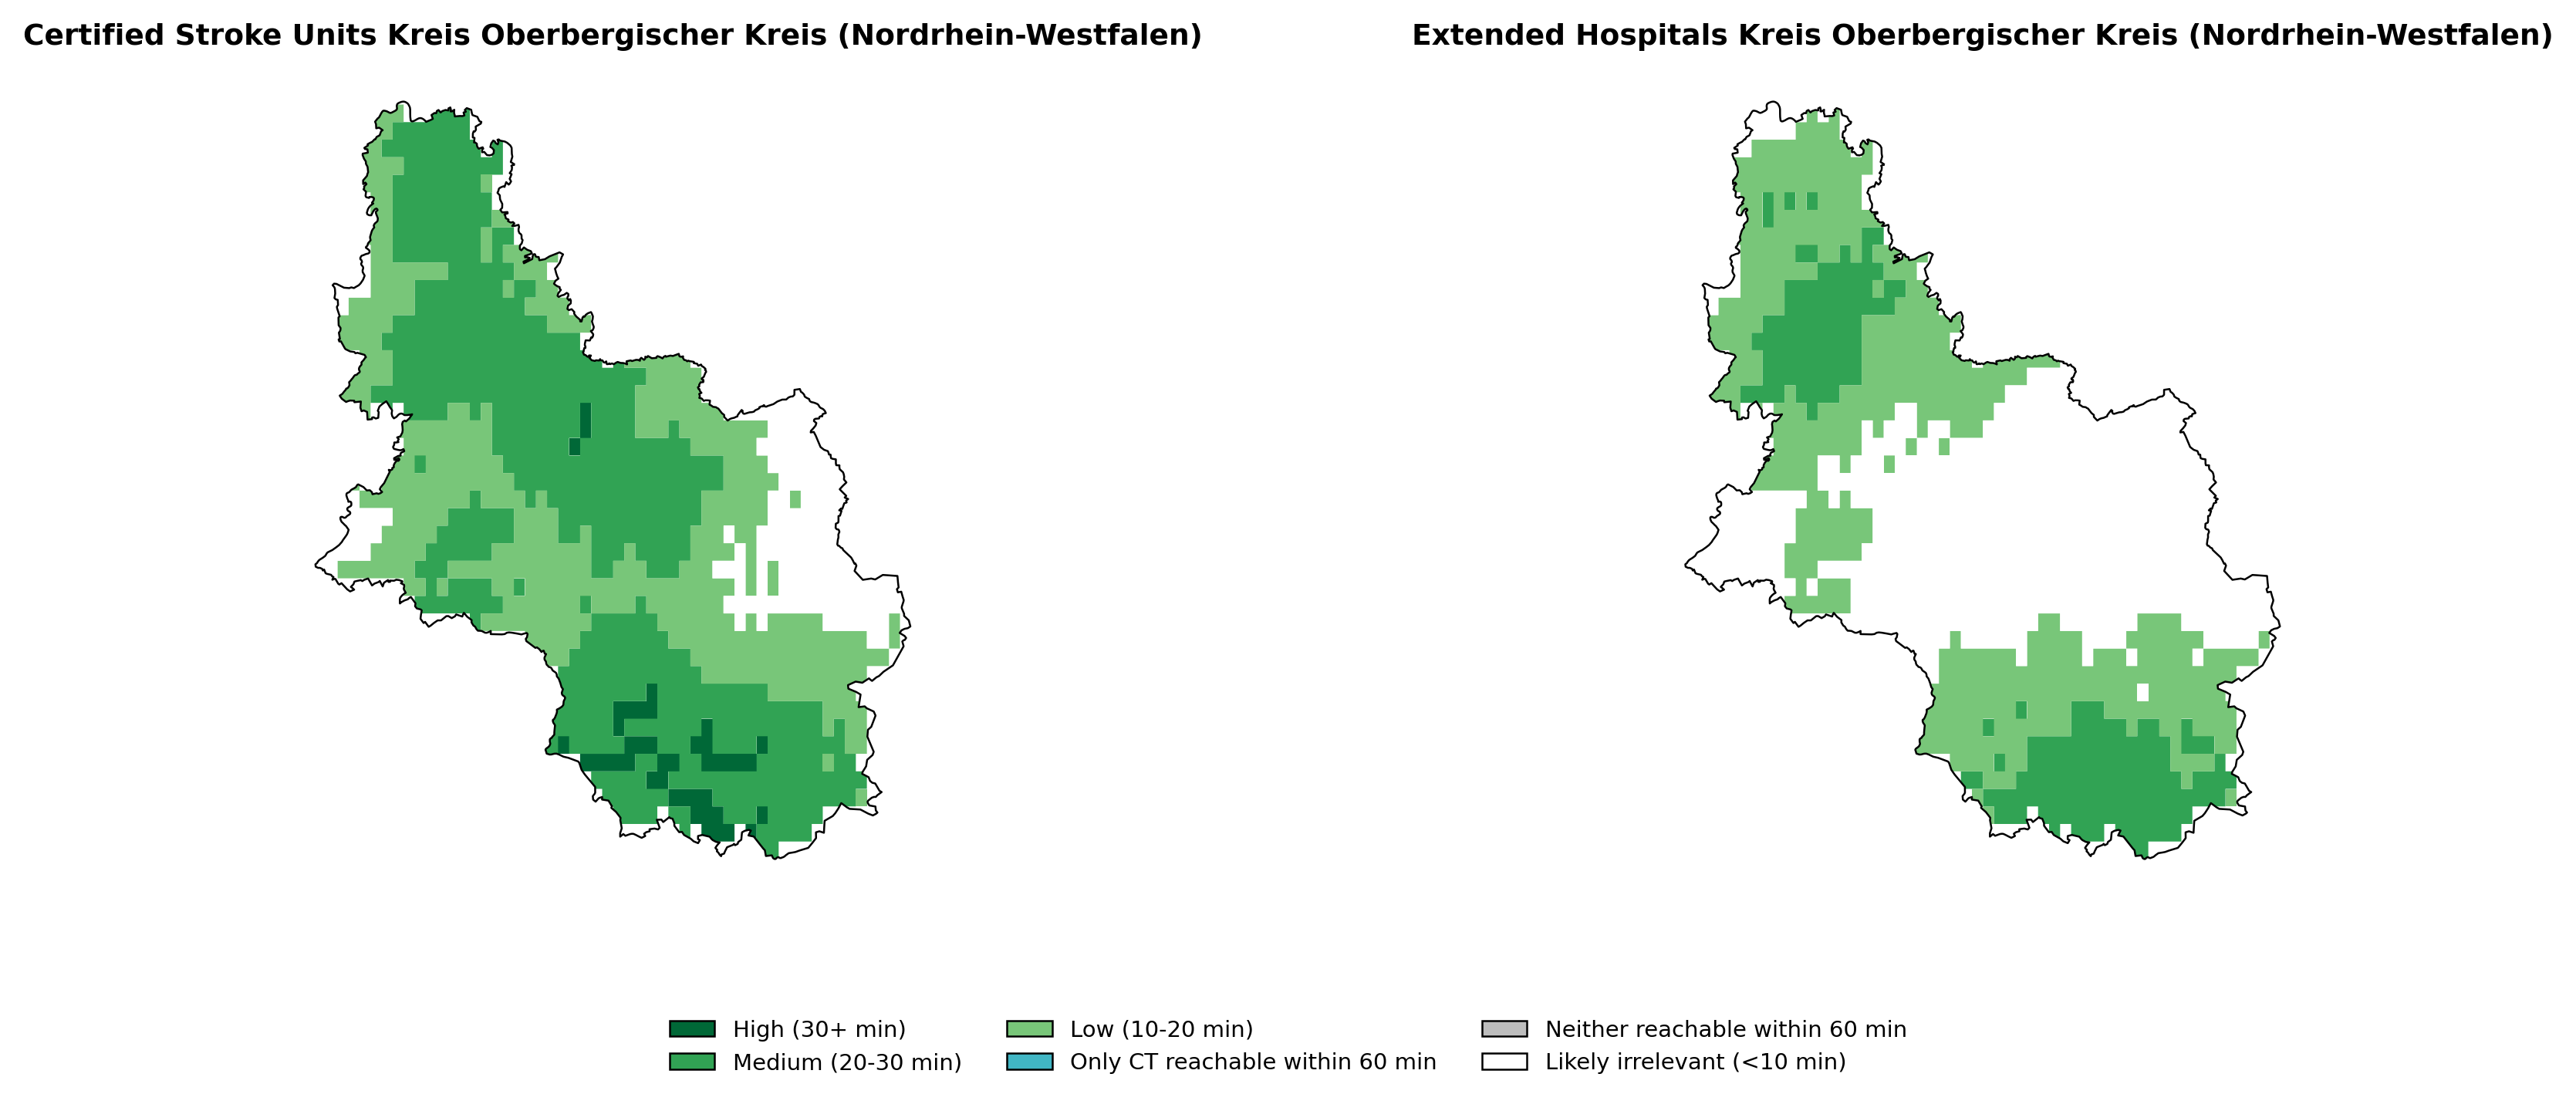 Certified Stroke Units Kreis Oberbergischer Kreis (Nordrhein-Westfalen)
Extended Hospitals Kreis Oberbergischer Kreis (Nordrhein-Westfalen)
High (30+ min)
Medium (20-30 min)
Low (10-20 min)
Only CT reachable within 60 min
Neither reachable within 60 min
Likely irrelevant (<10 min)